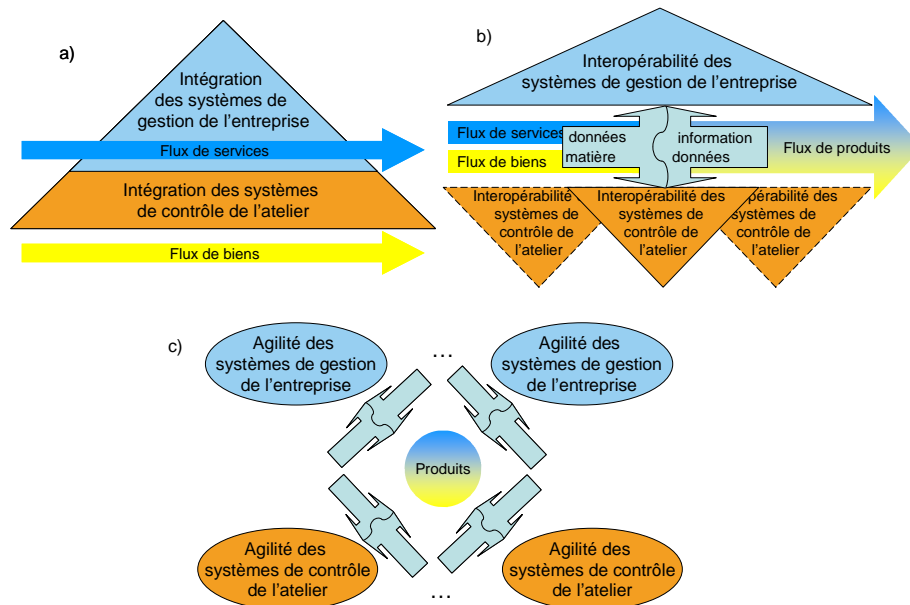 a)
Intégration
des systèmes de
gestion de l'entreprise
Flux de services
Intégration des systèmes
de contrôle de l'atelier
Flux de biens
b)
Interopérabilité des
systèmes de gestion de l'entreprise
Flux de services
données
information
Flux de biens
matière
données
Flux de produits
Interopérabilité
systèmes de
contrôle de
l'atelier
Interopérabilité des
systèmes de
contrôle de
l'atelier
opérabilité des
systèmes de
contrôle de
l'atelier
c)
Agilité des
systèmes de gestion
de l'entreprise
...
Agilité des
systèmes de gestion
de l'entreprise
Produits
Agilité des
systèmes de contrôle
de l'atelier
...
Agilité des
systèmes de contrôle
de l'atelier